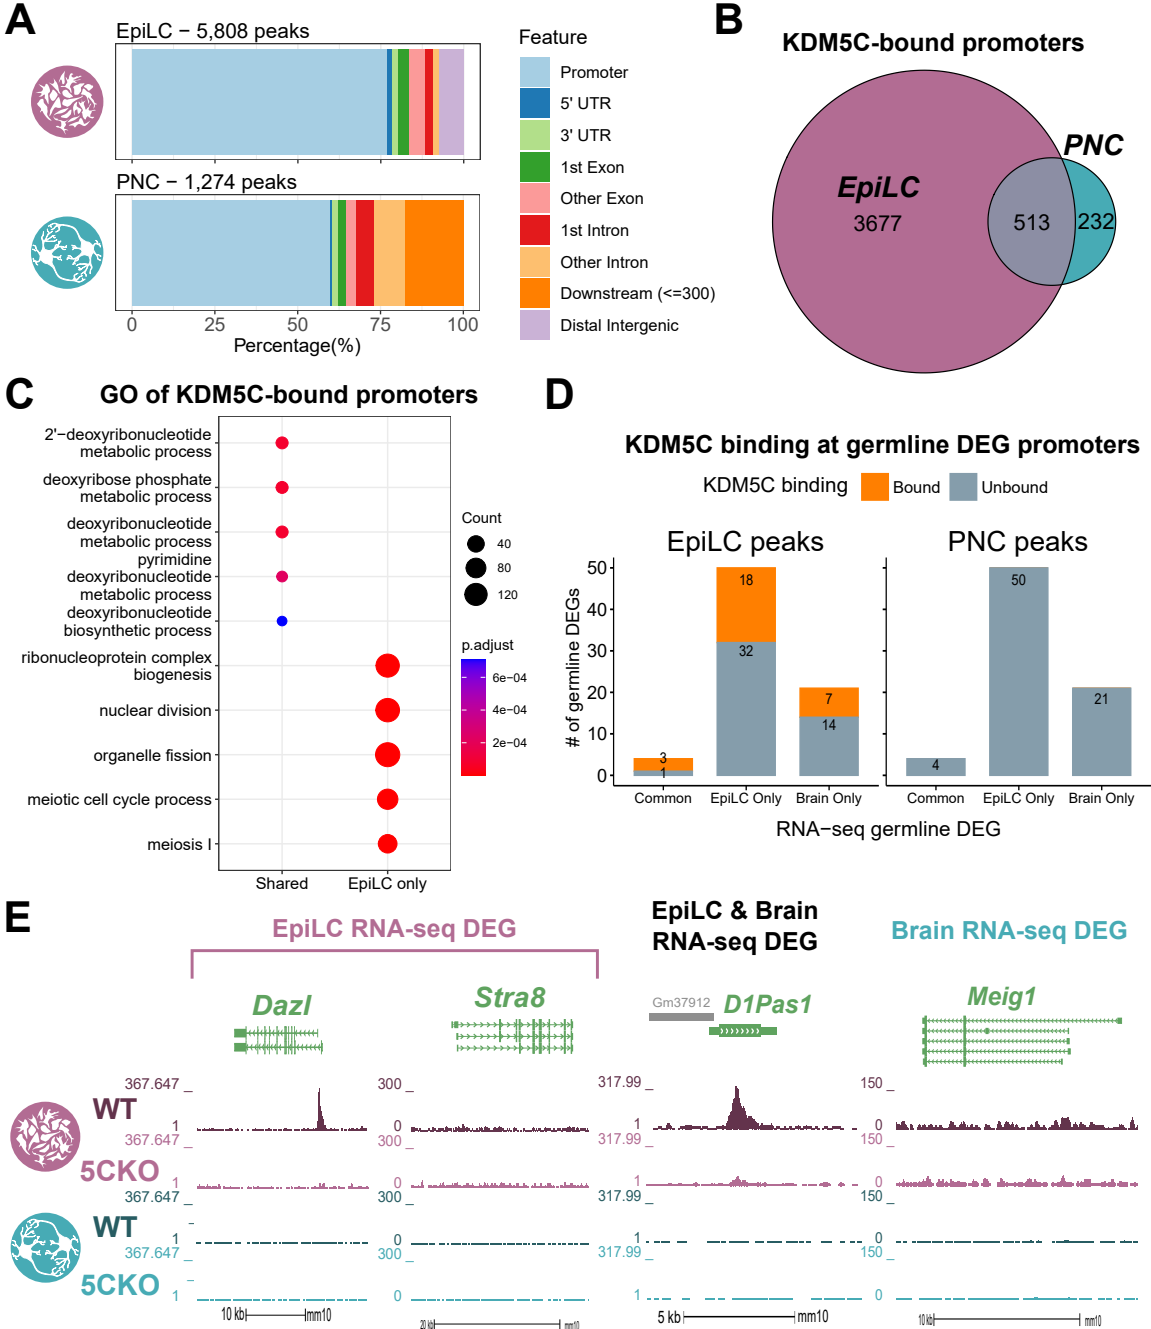 A
EpiLC − 5,808 peaks
PNC − 1,274 peaks
0 25 50 75 100
Percentage(%)
Feature
Promoter
5' UTR
3' UTR
1st Exon
Other Exon
1st Intron
Other Intron
Downstream (<=300)
Distal Intergenic
B
KDM5C-bound promoters
PNC
EpiLC
3677 513 232
C
GO of KDM5C-bound promoters
2'−deoxyribonucleotide
metabolic process
deoxyribose phosphate
metabolic process
deoxyribonucleotide
metabolic process
pyrimidine
deoxyribonucleotide
metabolic process
deoxyribonucleotide
biosynthetic process
ribonucleoprotein complex
biogenesis
nuclear division
organelle fission
meiotic cell cycle process
meiosis I
Shared EpiLC only
Count
40
80
120
p.adjust
6e−04
4e−04
2e−04
D
KDM5C binding at germline DEG promoters
KDM5C binding Bound Unbound
EpiLC peaks PNC peaks
# of germline DEGs
50
40
30
20
10
0
3
1
18
32
7
14
4
50
21
Common EpiLC Only Brain Only Common EpiLC Only Brain Only
RNA−seq germline DEG
E
EpiLC RNA-seq DEG
EpiLC & Brain
RNA-seq DEG
Brain RNA-seq DEG
Dazl Stra8 Gm37912 D1Pas1 Meig1
367.647 300 317.99 150
WT
1 0 1 0
367.647 300 317.99 150
5CKO
1 0 1 0
367.647 300 317.99 150
WT
1 0 1 0
367.647 300 317.99 150
5CKO
1 0 1 0
10 kb mm10 20 kb mm10 5 kb mm10 10 kb mm10